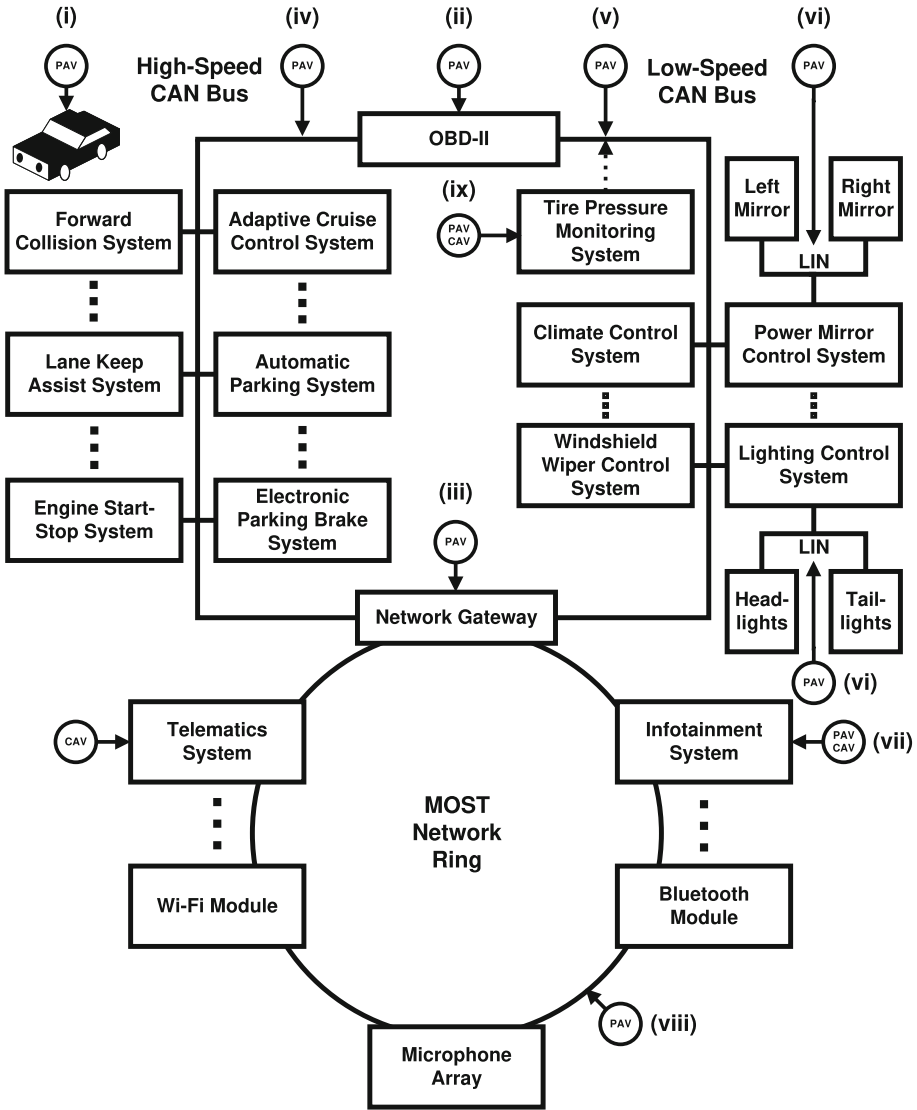 (i)
(iv)
(ii)
(v)
(vi)
PAV
PAV
PAV
PAV
PAV
High-Speed
CAN Bus
Low-Speed
CAN Bus
OBD-II
Left
Mirror
Right
Mirror
LIN
(ix)
PAV
CAV
Forward
Collision System
Adaptive Cruise
Control System
Tire Pressure
Monitoring
System
Lane Keep
Assist System
Automatic
Parking System
Climate Control
System
Power Mirror
Control System
Windshield
Wiper Control
System
Lighting Control
System
Engine Start-
Stop System
Electronic
Parking Brake
System
(iii)
PAV
LIN
Head-
lights
Tail-
lights
Network Gateway
PAV
(vi)
CAV
Telematics
System
Infotainment
System
PAV
CAV
(vii)
MOST
Network
Ring
Wi-Fi Module
Bluetooth
Module
PAV
(viii)
Microphone
Array